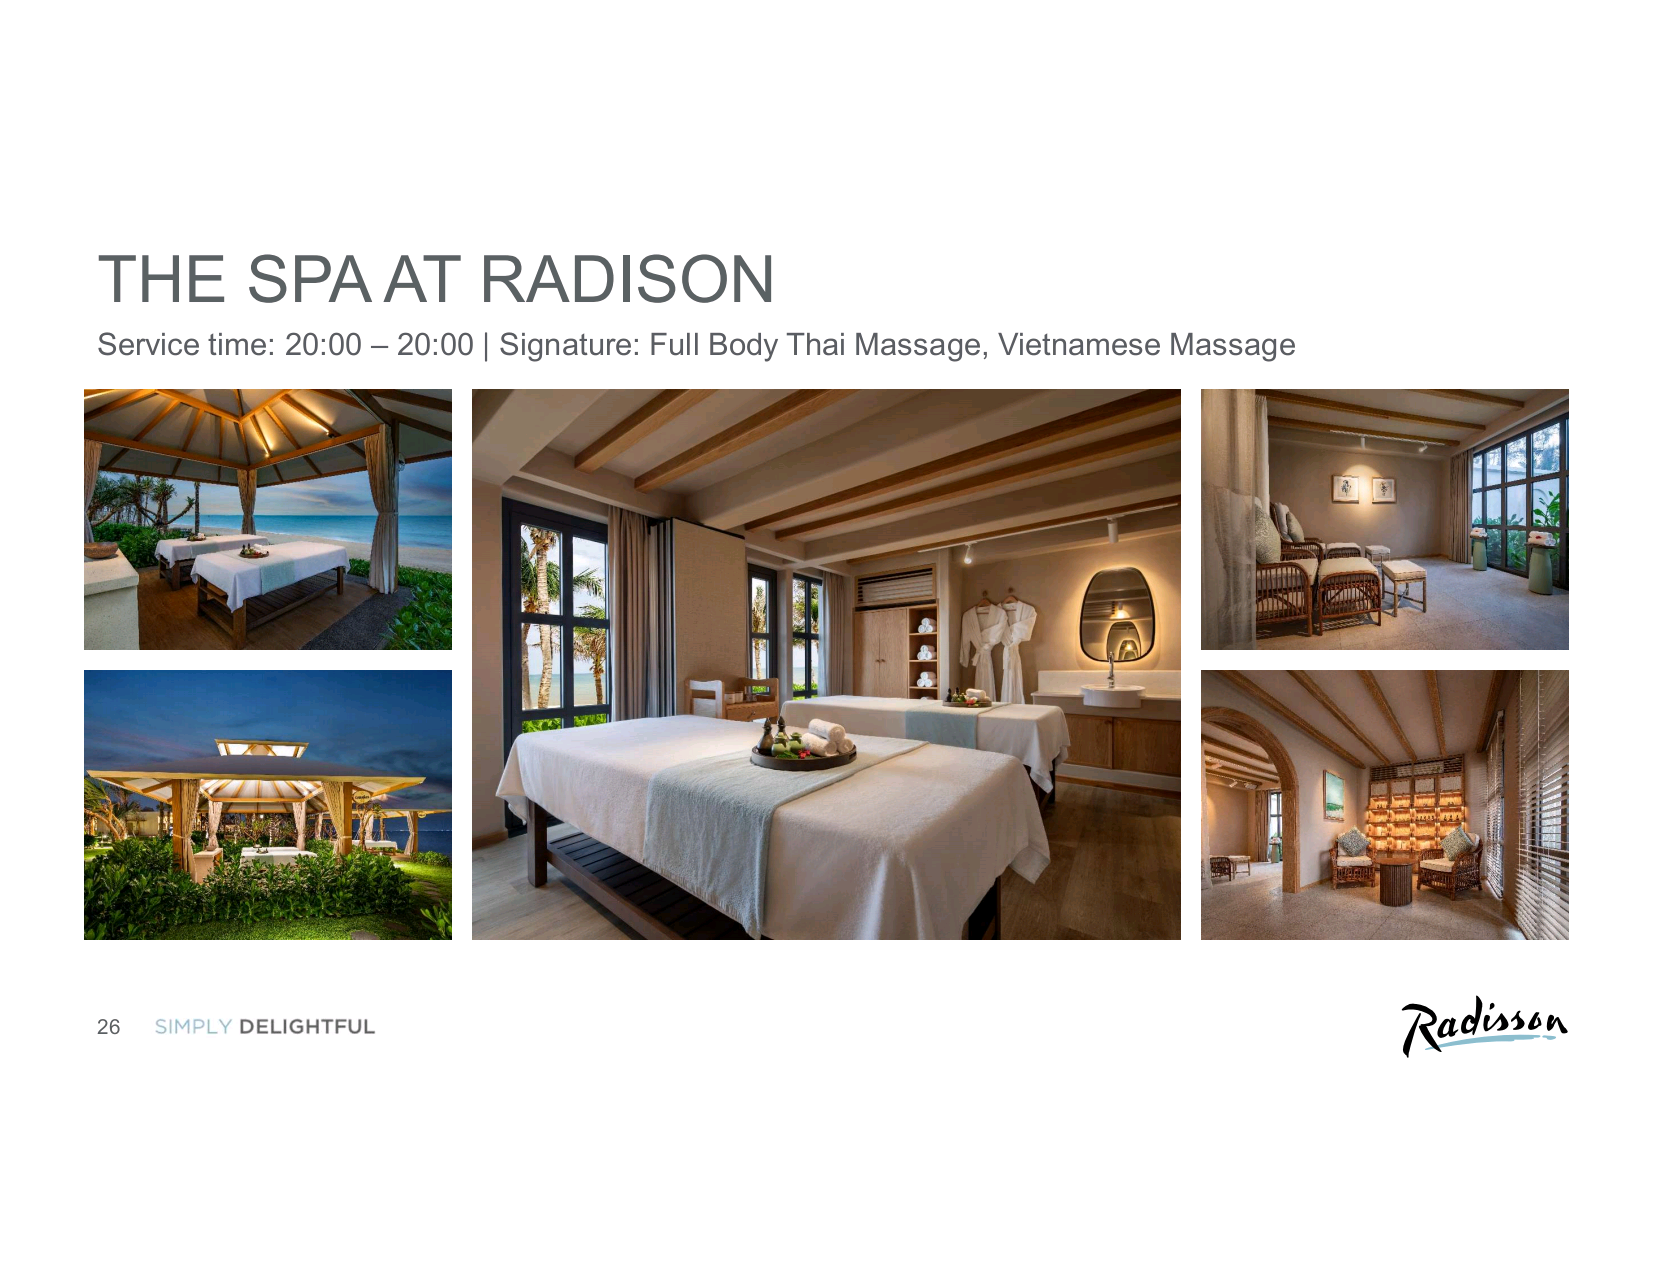 THE SPA AT RADISON
Service time: 20:00 – 20:00 | Signature: Full Body Thai Massage, Vietnamese Massage
26 SIMPLY DELIGHTFUL
Radisson